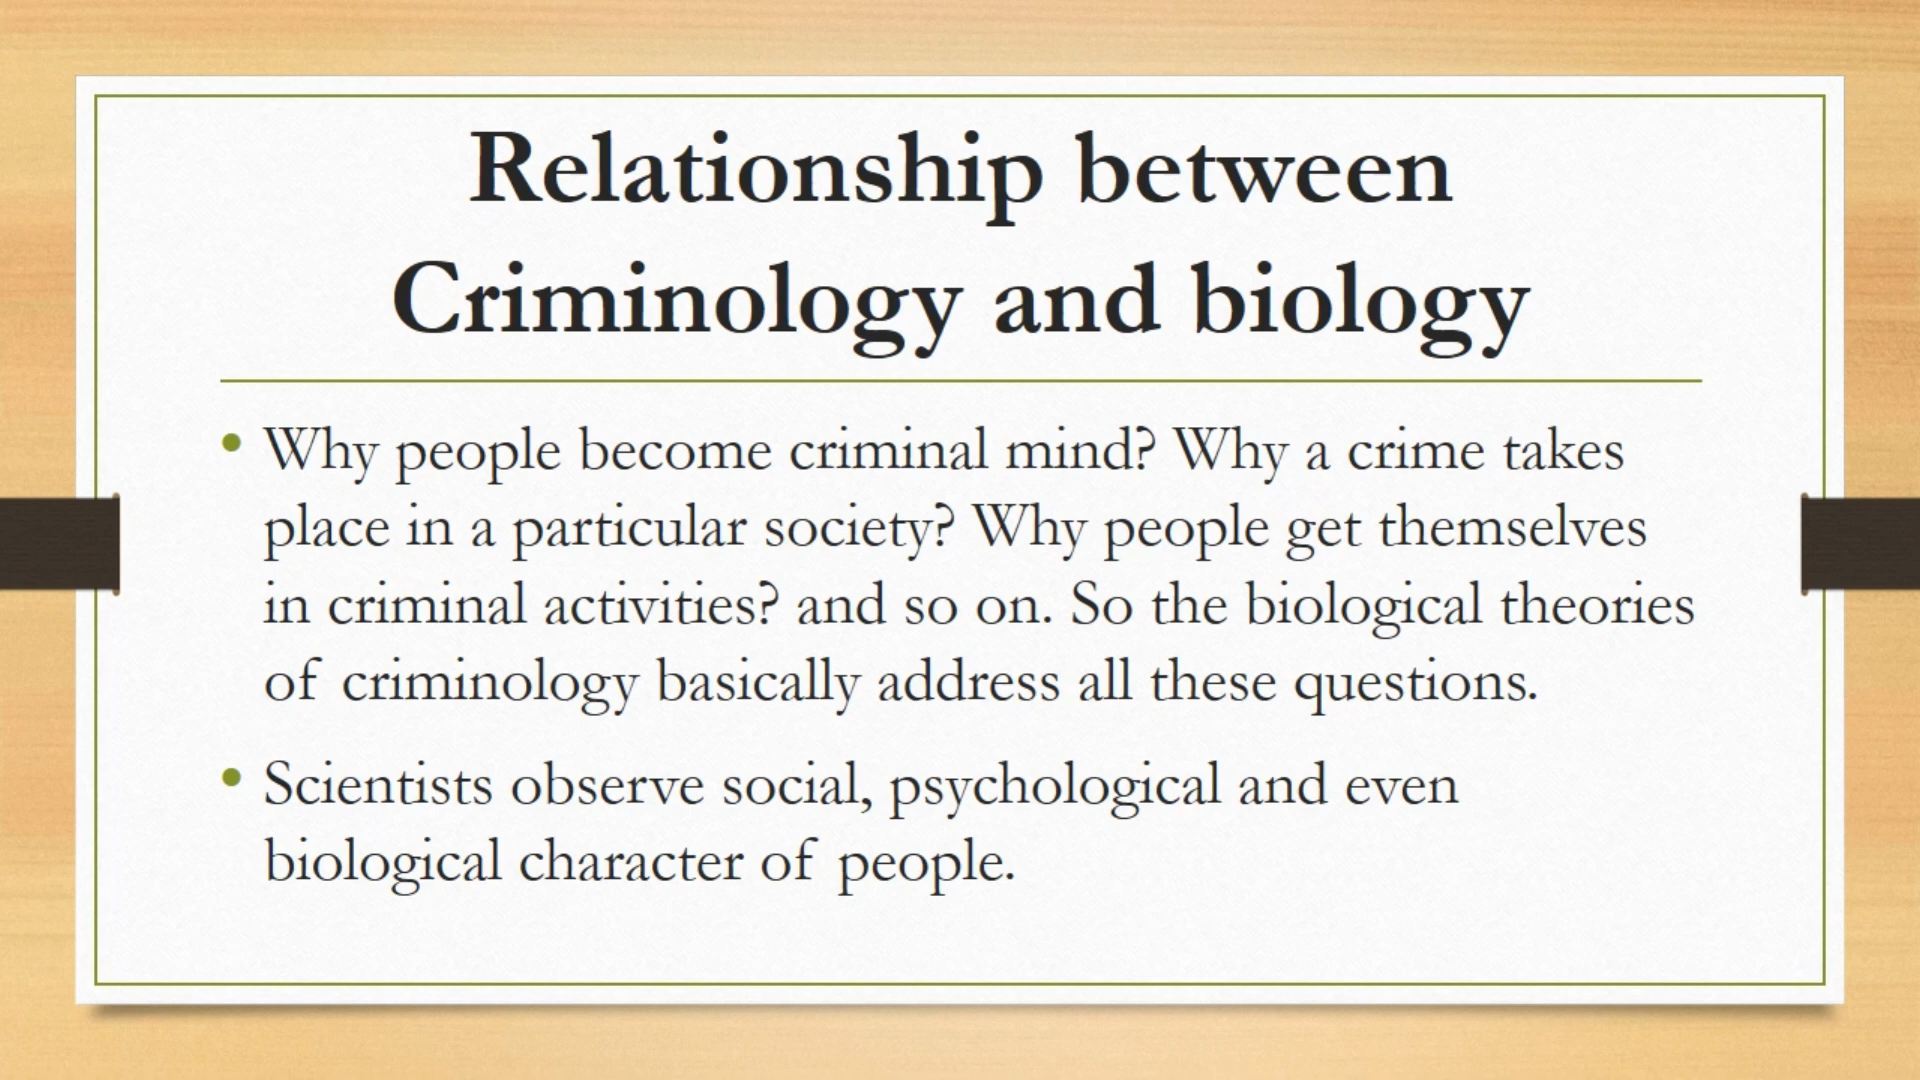 Relationship between
Criminology and biology
• Why people become criminal mind? Why a crime takes
place in a particular society? Why people get themselves
in criminal activities? and so on. So the biological theories
of criminology basically address all these questions.
• Scientists observe social, psychological and even
biological character of people.